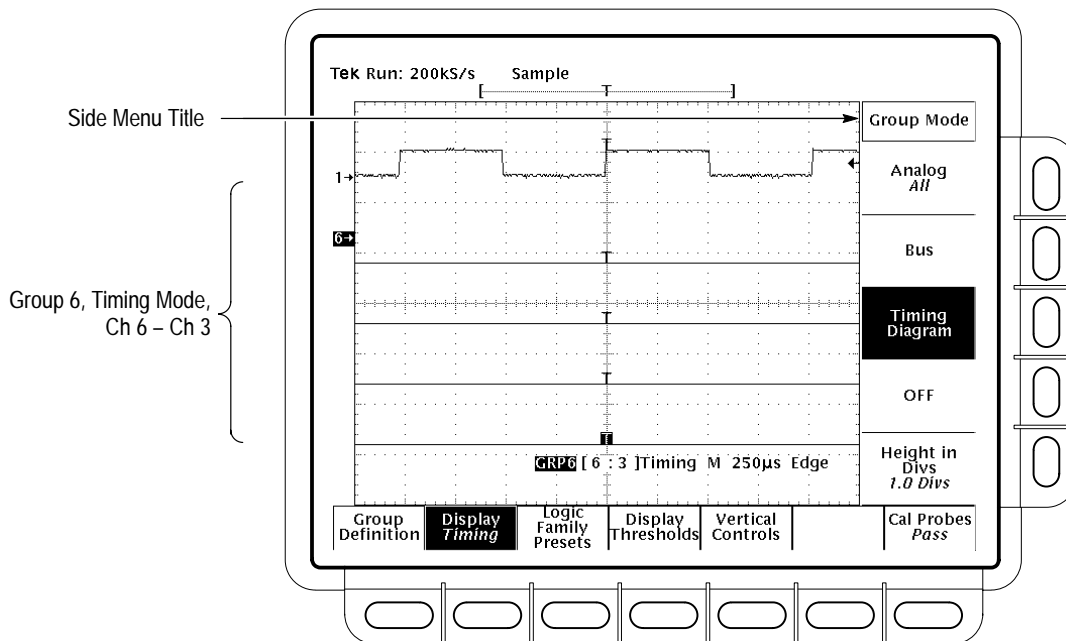 Tek Run: 200kS/s Sample
[ T ]
Side Menu Title
Group Mode
T
1→
Analog
All
6→
T
Bus
Group 6, Timing Mode,
Ch 6 – Ch 3
T
Timing
Diagram
T
OFF
T
GRP6 [ 6 : 3 ]Timing M 250µs Edge
Height in
Divs
1.0 Divs
Group
Definition
Display
Timing
Logic
Family
Presets
Display
Thresholds
Vertical
Controls
Cal Probes
Pass